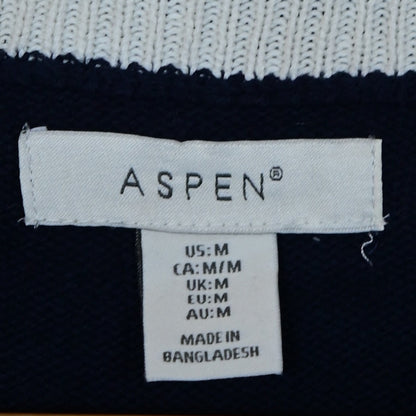 ASPEN®
US:M
CA:M/M
UK:M
EU:M
AU:M
MADE IN
BANGLADESH